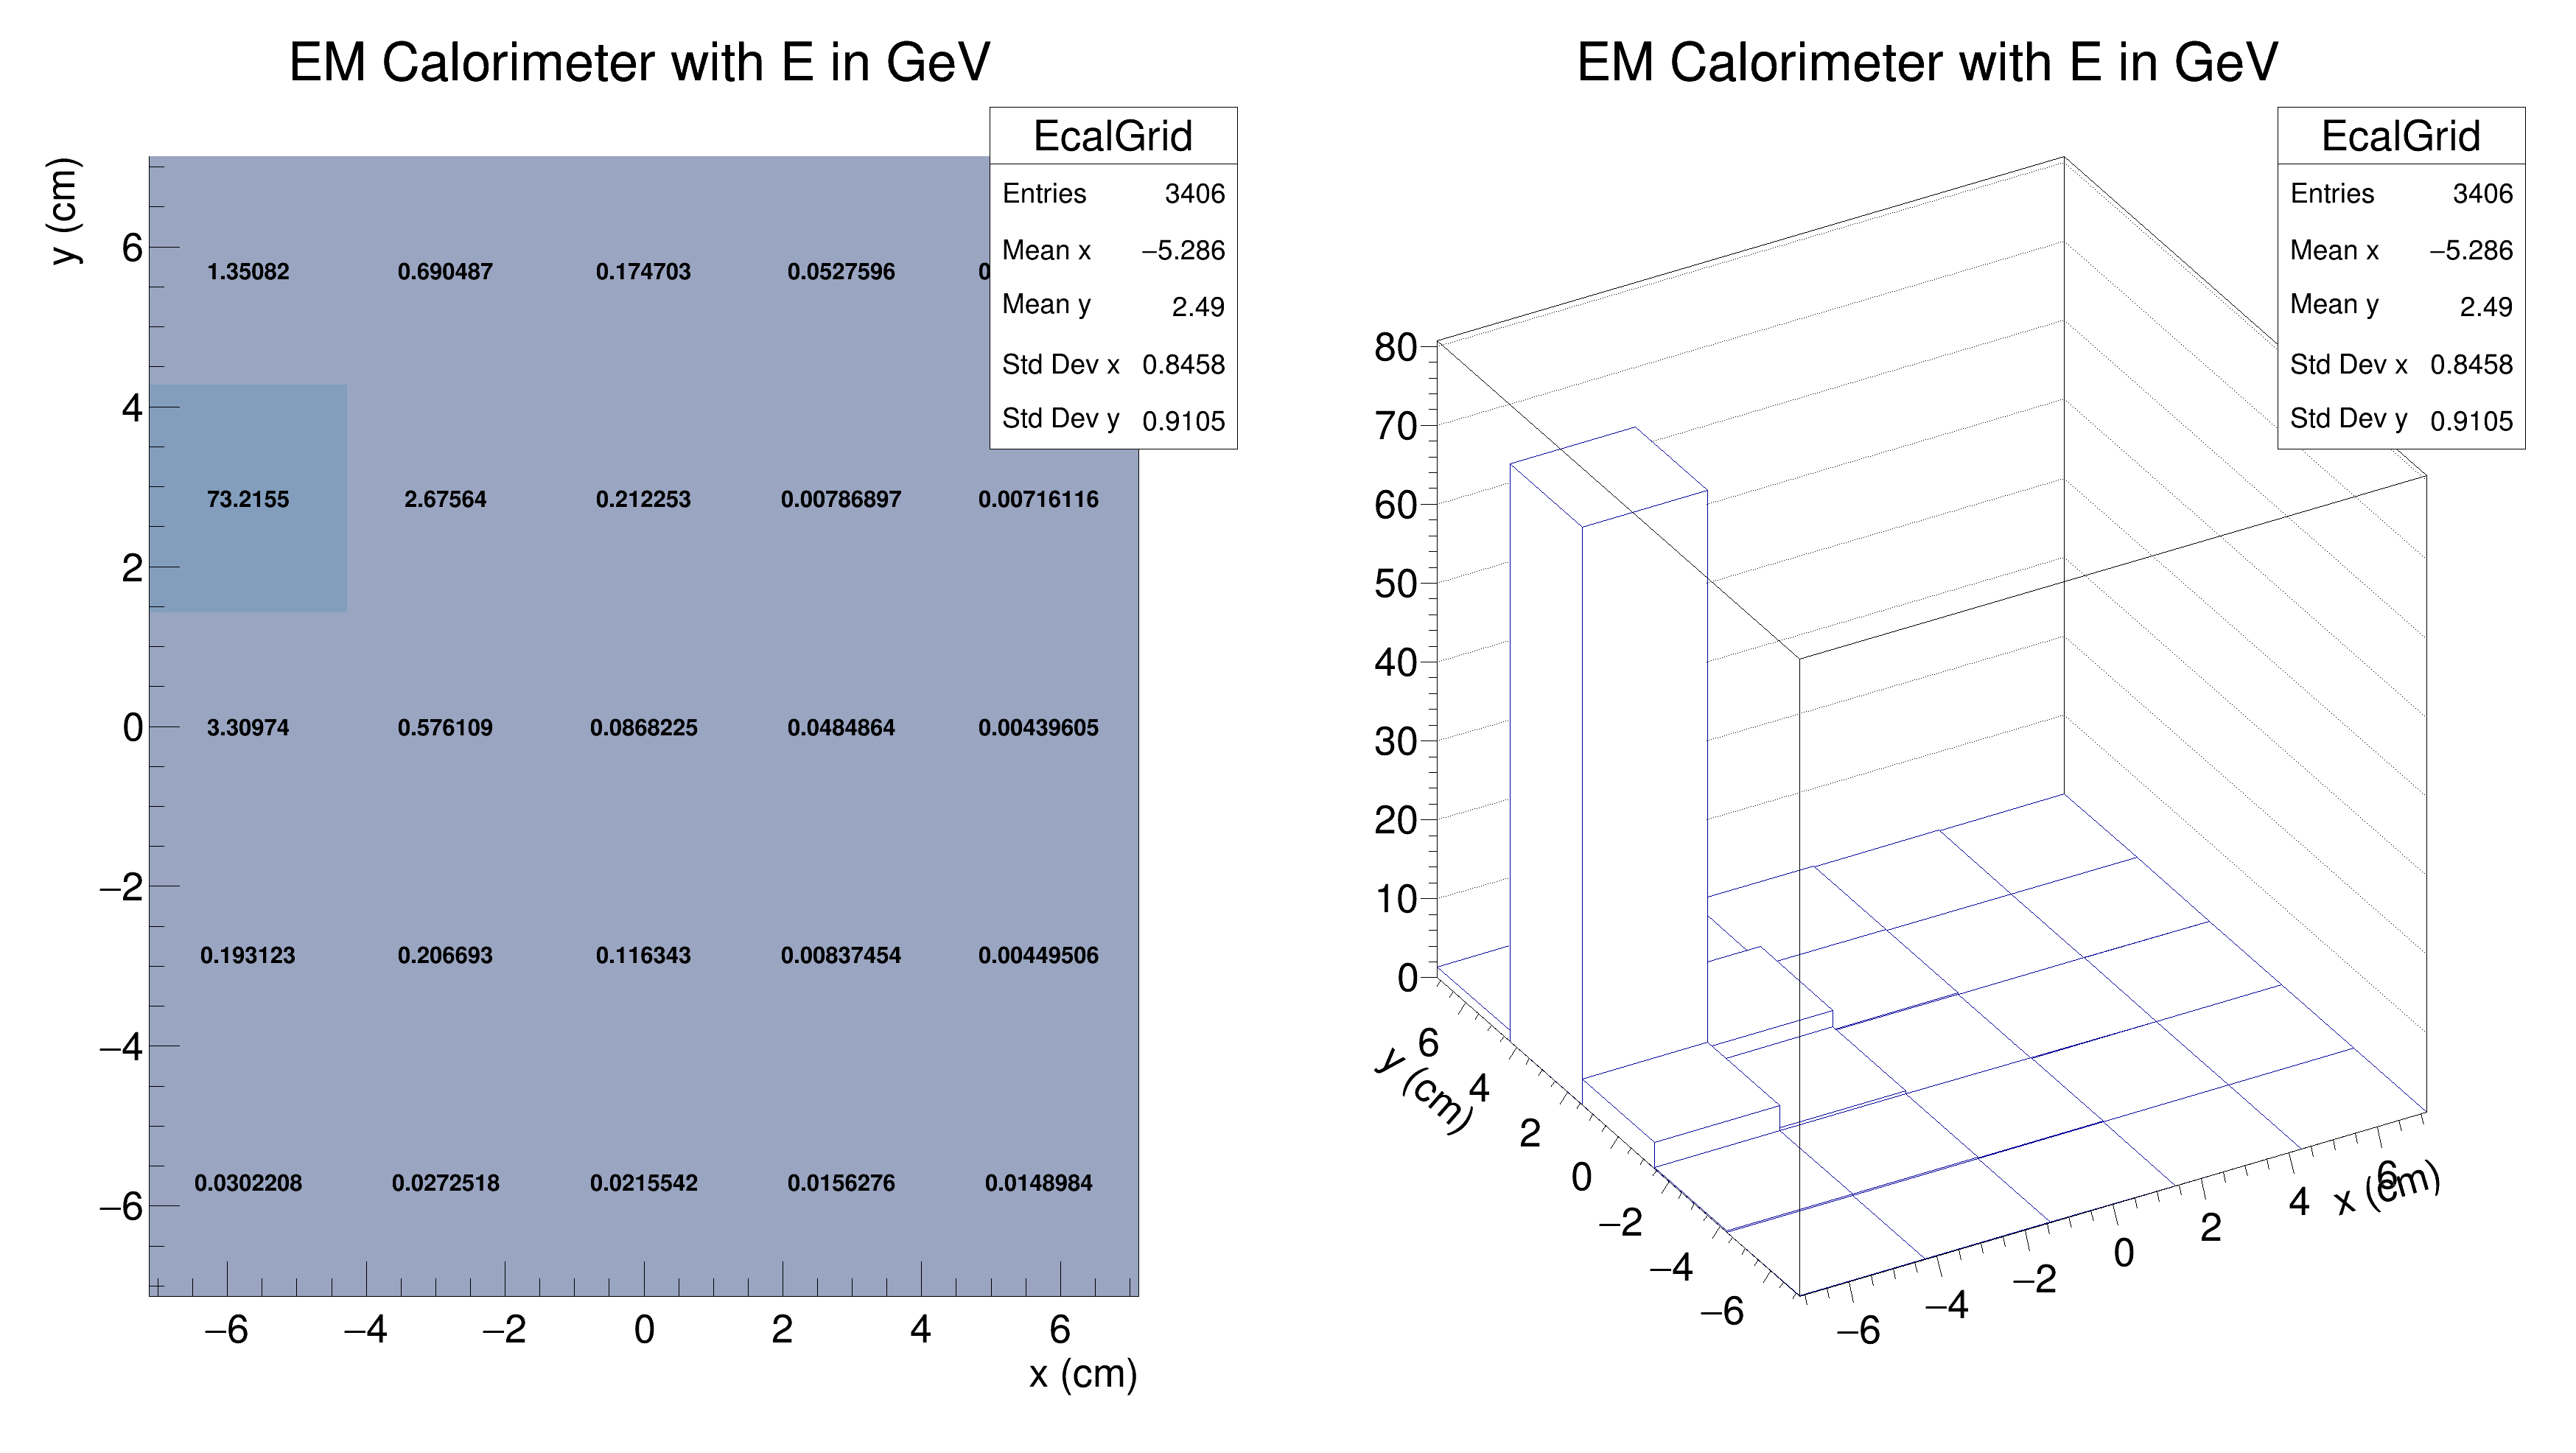 EM Calorimeter with E in GeV
EcalGrid
Entries 3406
Mean x −5.286
Mean y 2.49
Std Dev x 0.8458
Std Dev y 0.9105
y (cm)
6
4
2
0
−2
−4
−6
1.35082 0.690487 0.174703 0.0527596
73.2155 2.67564 0.212253 0.00786897 0.00716116
3.30974 0.576109 0.0868225 0.0484864 0.00439605
0.193123 0.206693 0.116343 0.00837454 0.00449506
0.0302208 0.0272518 0.0215542 0.0156276 0.0148984
−6 −4 −2 0 2 4 6
x (cm)
EM Calorimeter with E in GeV
EcalGrid
Entries 3406
Mean x −5.286
Mean y 2.49
Std Dev x 0.8458
Std Dev y 0.9105
80
70
60
50
40
30
20
10
0
y (cm)
6
4
2
0
−2
−4
−6
−6 −4 −2 0 2 4 6
x (cm)